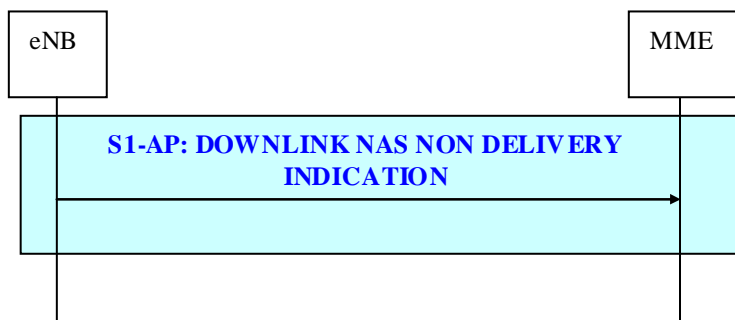 eNB
MME
S1-AP: DOWNLINK NAS NON DELIVERY
INDICATION